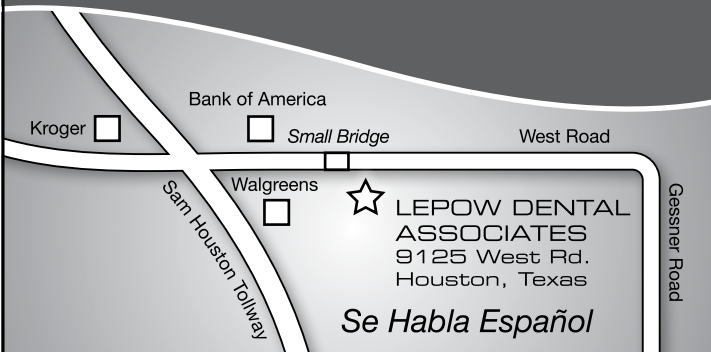 Bank of America
Kroger
Small Bridge
West Road
Walgreens
Sam Houston Tollway
Gessner Road
LEPOW DENTAL
ASSOCIATES
9125 West Rd.
Houston, Texas
Se Habla Español